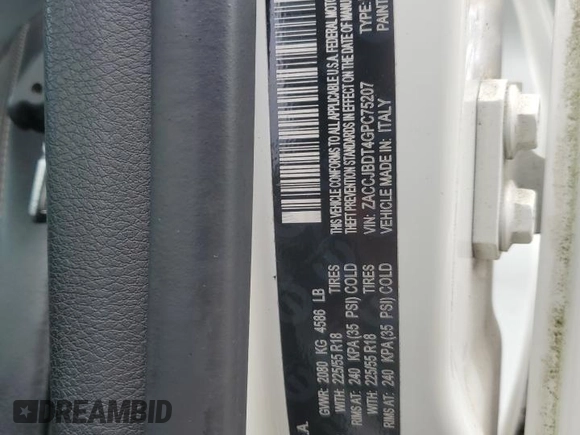 THIS VEHICLE CONFORMS TO ALL APPLICABLE U.S.A. FEDERAL MOTOR
THEFT PREVENTION STANDARDS IN EFFECT ON THE DATE OF MANU
VIN: ZACCJBDT4GPC75207 TYPE:
VEHICLE MADE IN: ITALY PAINT
GVWR: 2080 KG 4586 LB
WITH: 225/55 R18 TIRES
RIMS AT: 240 KPA (35 PSI) COLD
WITH: 225/55 R18 TIRES
RIMS AT: 240 KPA (35 PSI) COLD
.A.
DREAMBID